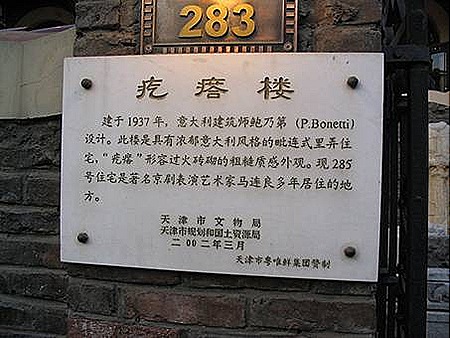 283
疙瘩楼
建于1937年，意大利建筑师鲍乃第（P.Bonetti）
设计。此楼是具有浓郁意大利风格的毗连式里弄住
宅，“疙瘩”形容过火砖砌的粗糙质感外观。现285
号住宅是著名京剧表演艺术家马连良多年居住的地
方。
天津市文物局
天津市规划和国土资源局
二00二年三月
天津市粤唯鲜集团赞制